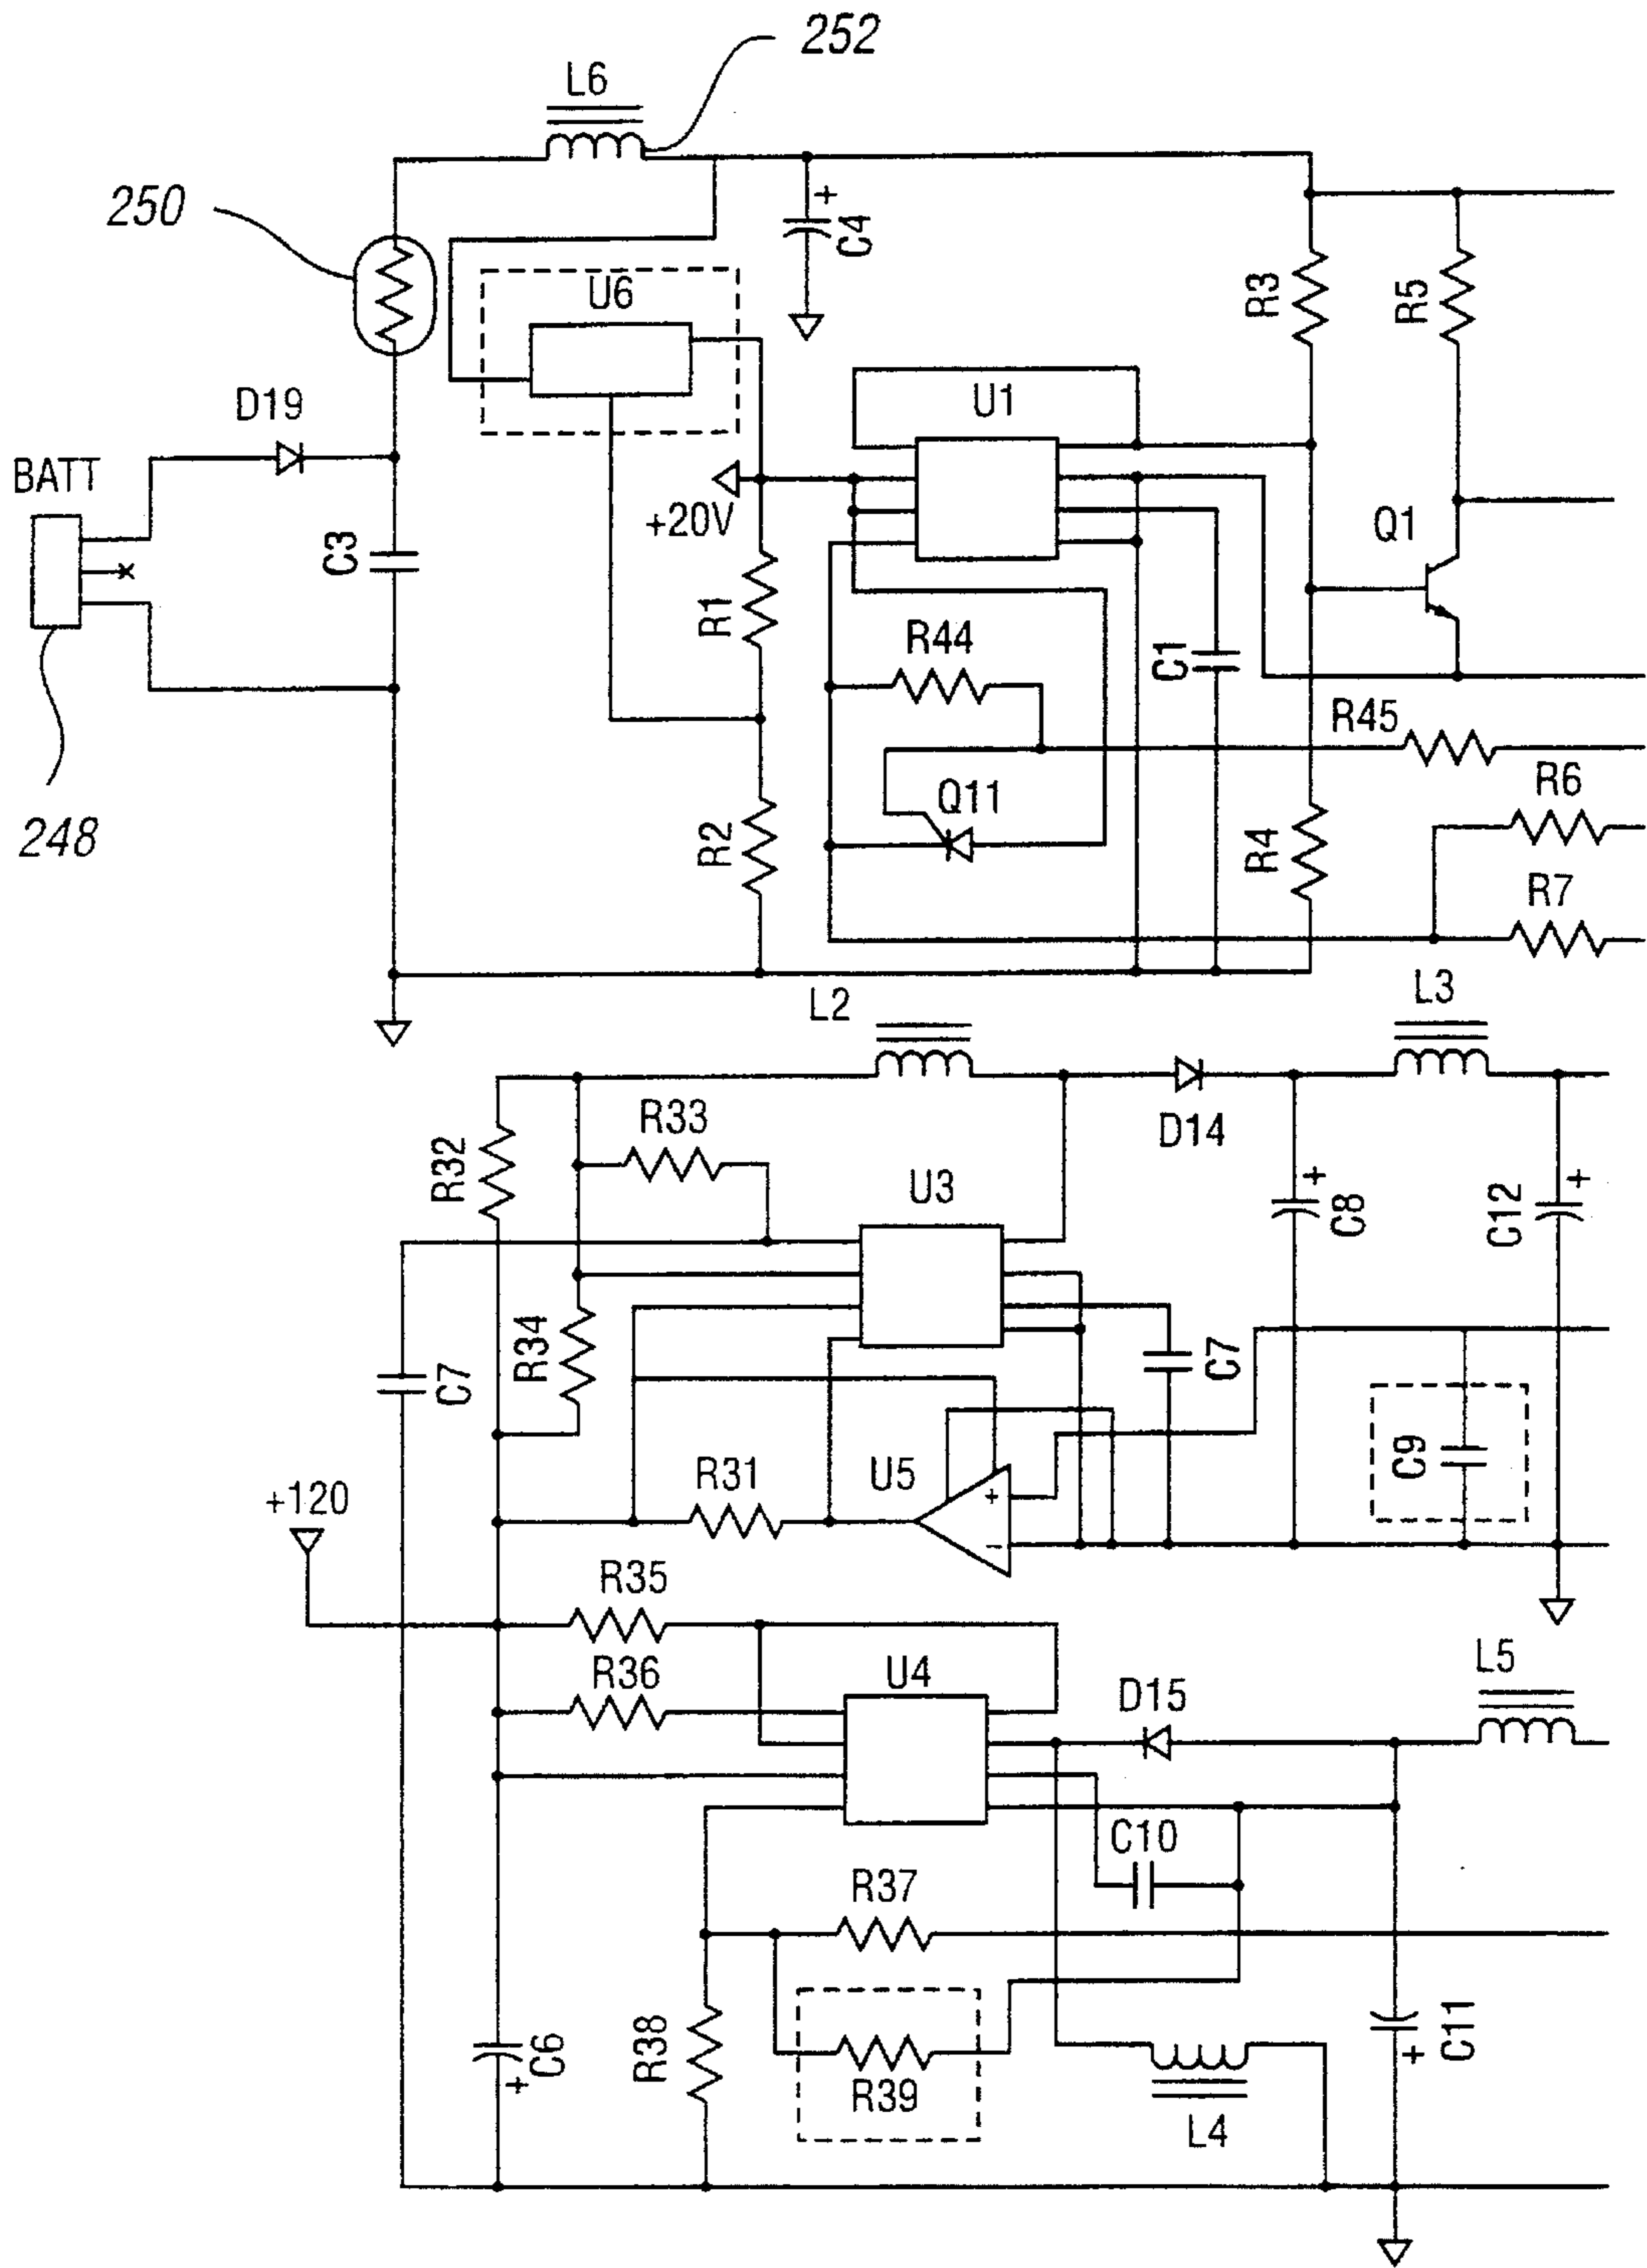 252
L6
250
+
C4
U6
R3
R5
D19
U1
BATT
+20V
Q1
C3
R1
R44
C1
R45
Q11
R6
248
R2
R4
R7
L2
L3
R33
D14
R32
U3
+
C8
C12
+
R34
C7
C7
C9
R31
U5
+
−
+120
R35
R36
U4
L5
D15
C10
R37
R38
C6
+
R39
C11
+
L4